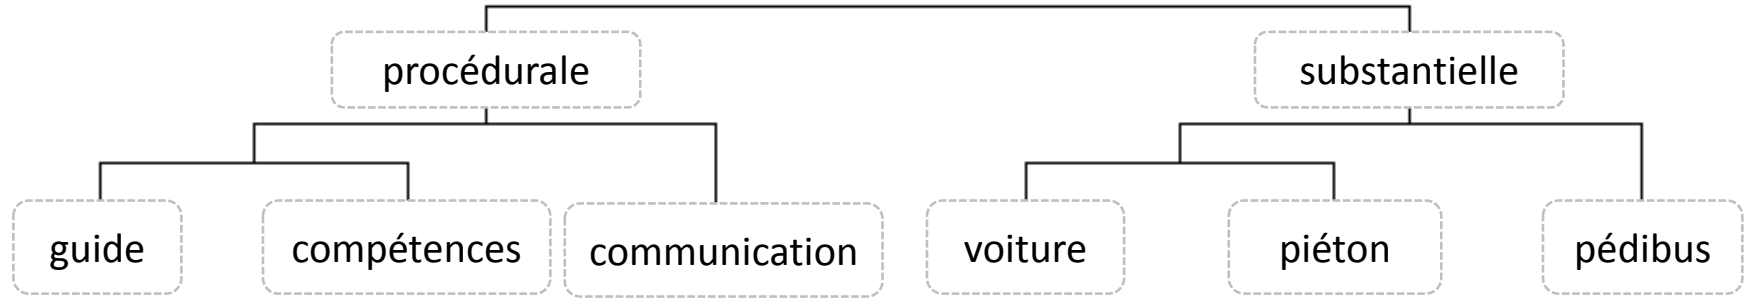 procédurale
substantielle
guide
compétences
communication
voiture
piéton
pédibus